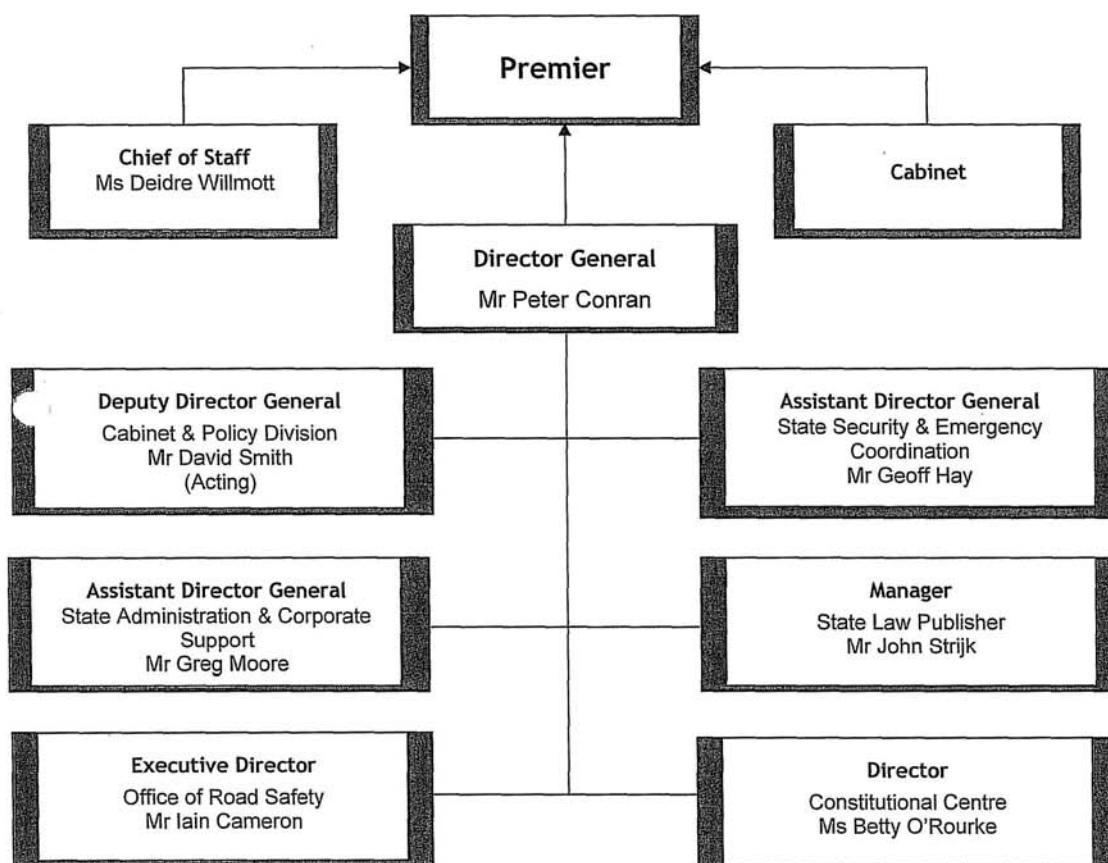 Premier
Chief of Staff
Ms Deidre Willmott
Cabinet
Director General
Mr Peter Conran
Deputy Director General
Cabinet & Policy Division
Mr David Smith
(Acting)
Assistant Director General
State Security & Emergency
Coordination
Mr Geoff Hay
Assistant Director General
State Administration & Corporate
Support
Mr Greg Moore
Manager
State Law Publisher
Mr John Strijk
Executive Director
Office of Road Safety
Mr Iain Cameron
Director
Constitutional Centre
Ms Betty O'Rourke